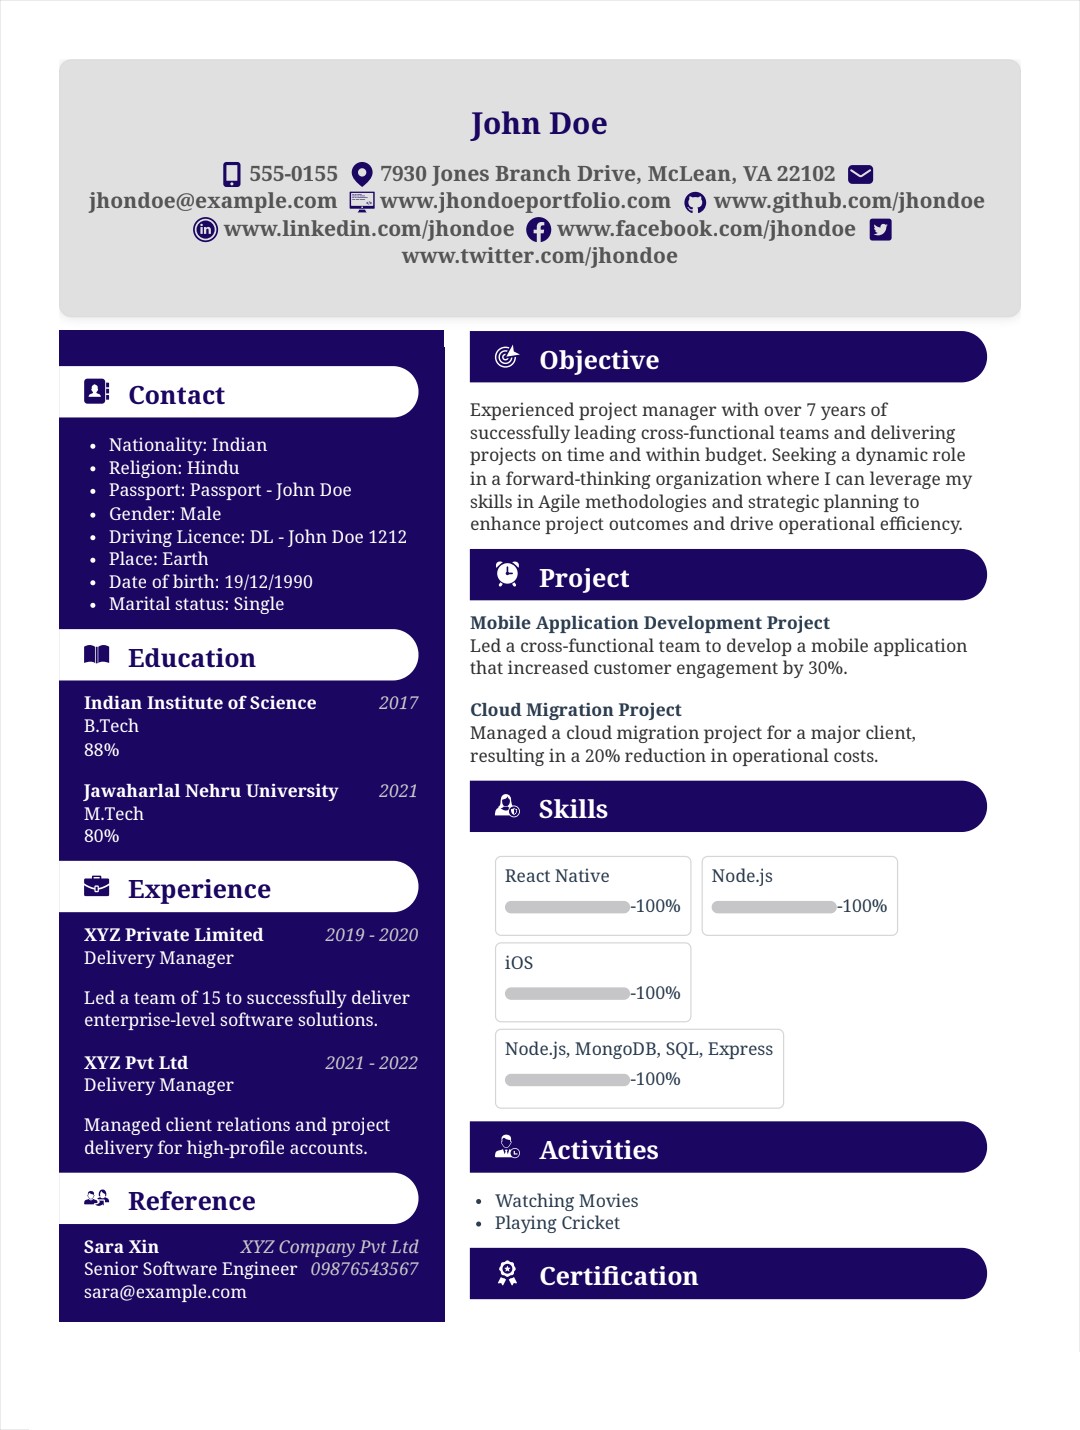 John Doe
555-0155 7930 Jones Branch Drive, McLean, VA 22102
jhondoe@example.com www.jhondoeportfolio.com www.github.com/jhondoe
www.linkedin.com/jhondoe www.facebook.com/jhondoe
www.twitter.com/jhondoe
Contact
• Nationality: Indian
• Religion: Hindu
• Passport: Passport - John Doe
• Gender: Male
• Driving Licence: DL - John Doe 1212
• Place: Earth
• Date of birth: 19/12/1990
• Marital status: Single
Education
Indian Institute of Science 2017
B.Tech
88%
Jawaharlal Nehru University 2021
M.Tech
80%
Experience
XYZ Private Limited 2019 - 2020
Delivery Manager
Led a team of 15 to successfully deliver
enterprise-level software solutions.
XYZ Pvt Ltd 2021 - 2022
Delivery Manager
Managed client relations and project
delivery for high-profile accounts.
Reference
Sara Xin XYZ Company Pvt Ltd
Senior Software Engineer 09876543567
sara@example.com
Objective
Experienced project manager with over 7 years of
successfully leading cross-functional teams and delivering
projects on time and within budget. Seeking a dynamic role
in a forward-thinking organization where I can leverage my
skills in Agile methodologies and strategic planning to
enhance project outcomes and drive operational efficiency.
Project
Mobile Application Development Project
Led a cross-functional team to develop a mobile application
that increased customer engagement by 30%.
Cloud Migration Project
Managed a cloud migration project for a major client,
resulting in a 20% reduction in operational costs.
Skills
React Native Node.js
-100% -100%
iOS
-100%
Node.js, MongoDB, SQL, Express
-100%
Activities
• Watching Movies
• Playing Cricket
Certification